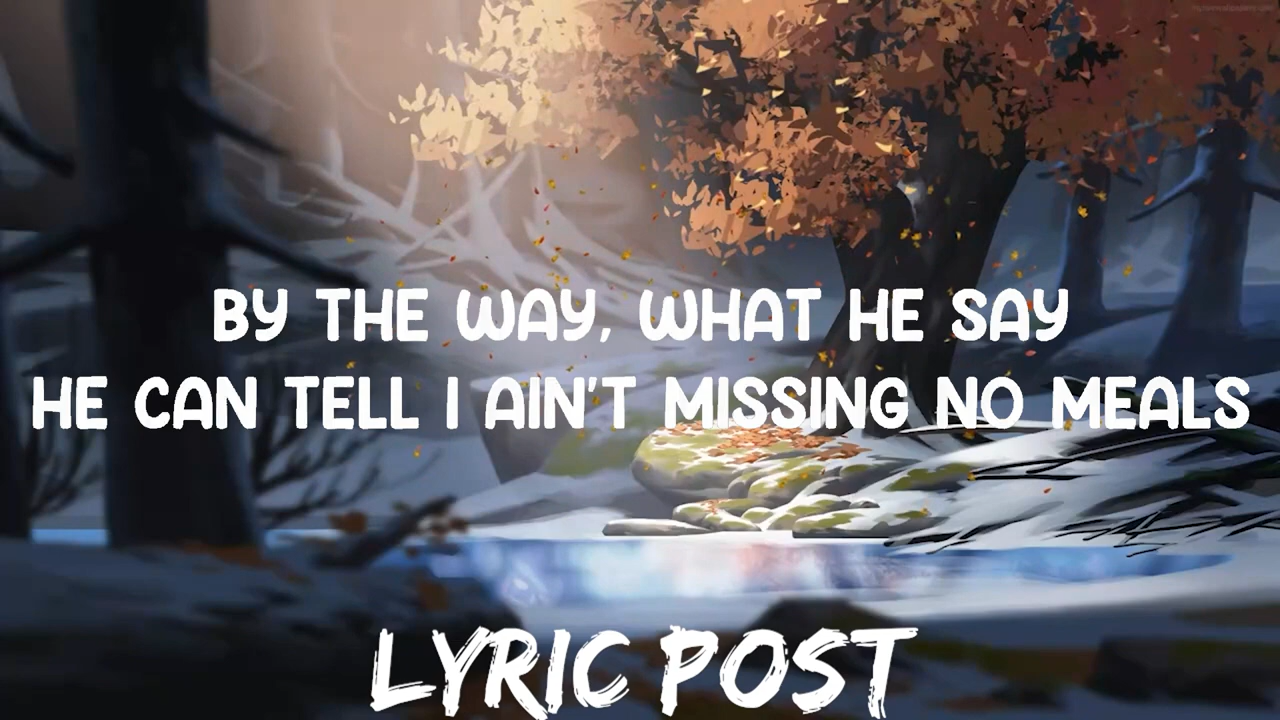 BY THE WAY, WHAT HE SAY
HE CAN TELL I AIN'T MISSING NO MEALS
LYRIC POST